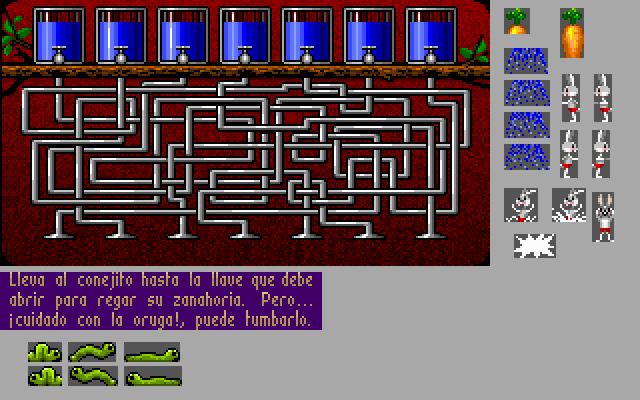 Lleva al conejito hasta la llave que debe
abrir para regar su zanahoria. Pero...
¡cuidado con la oruga!, puede tumbarlo.